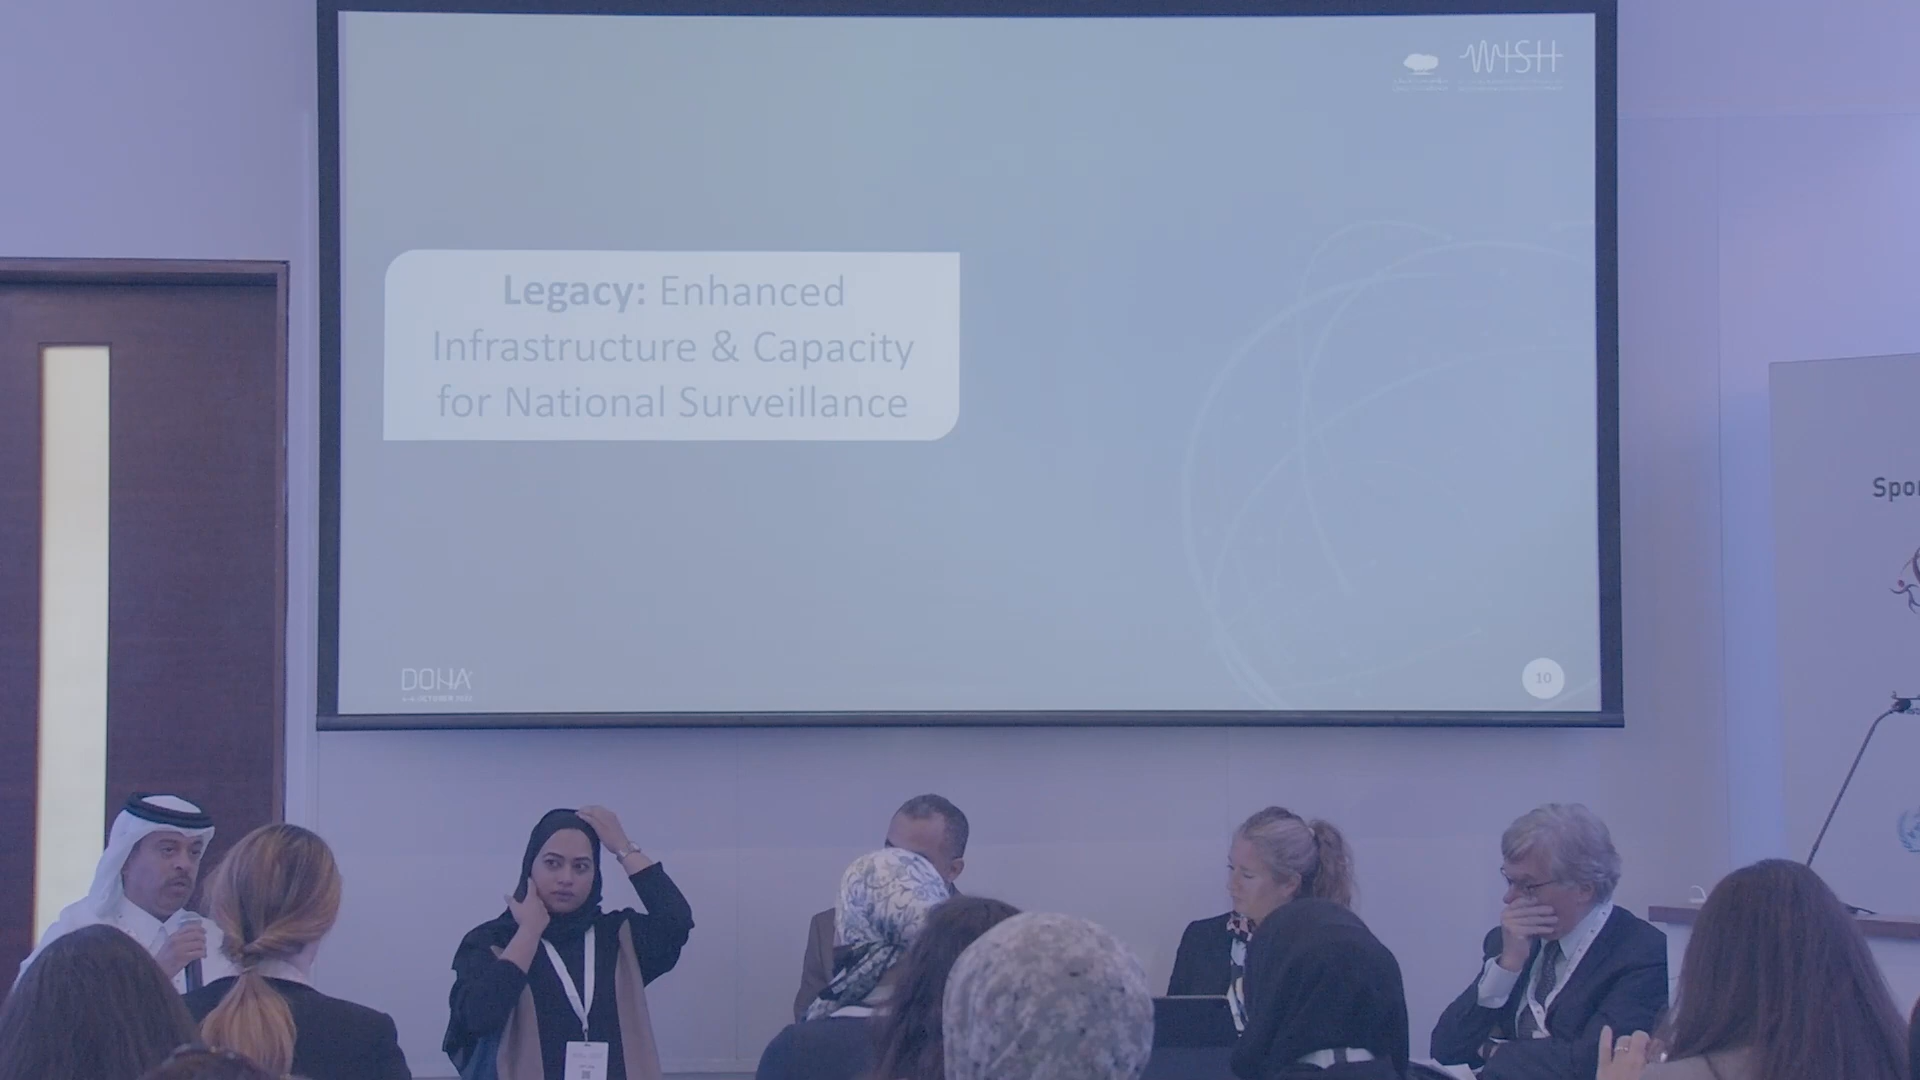 WISH
Legacy: Enhanced
Infrastructure & Capacity
for National Surveillance
DOHA
10
Spor